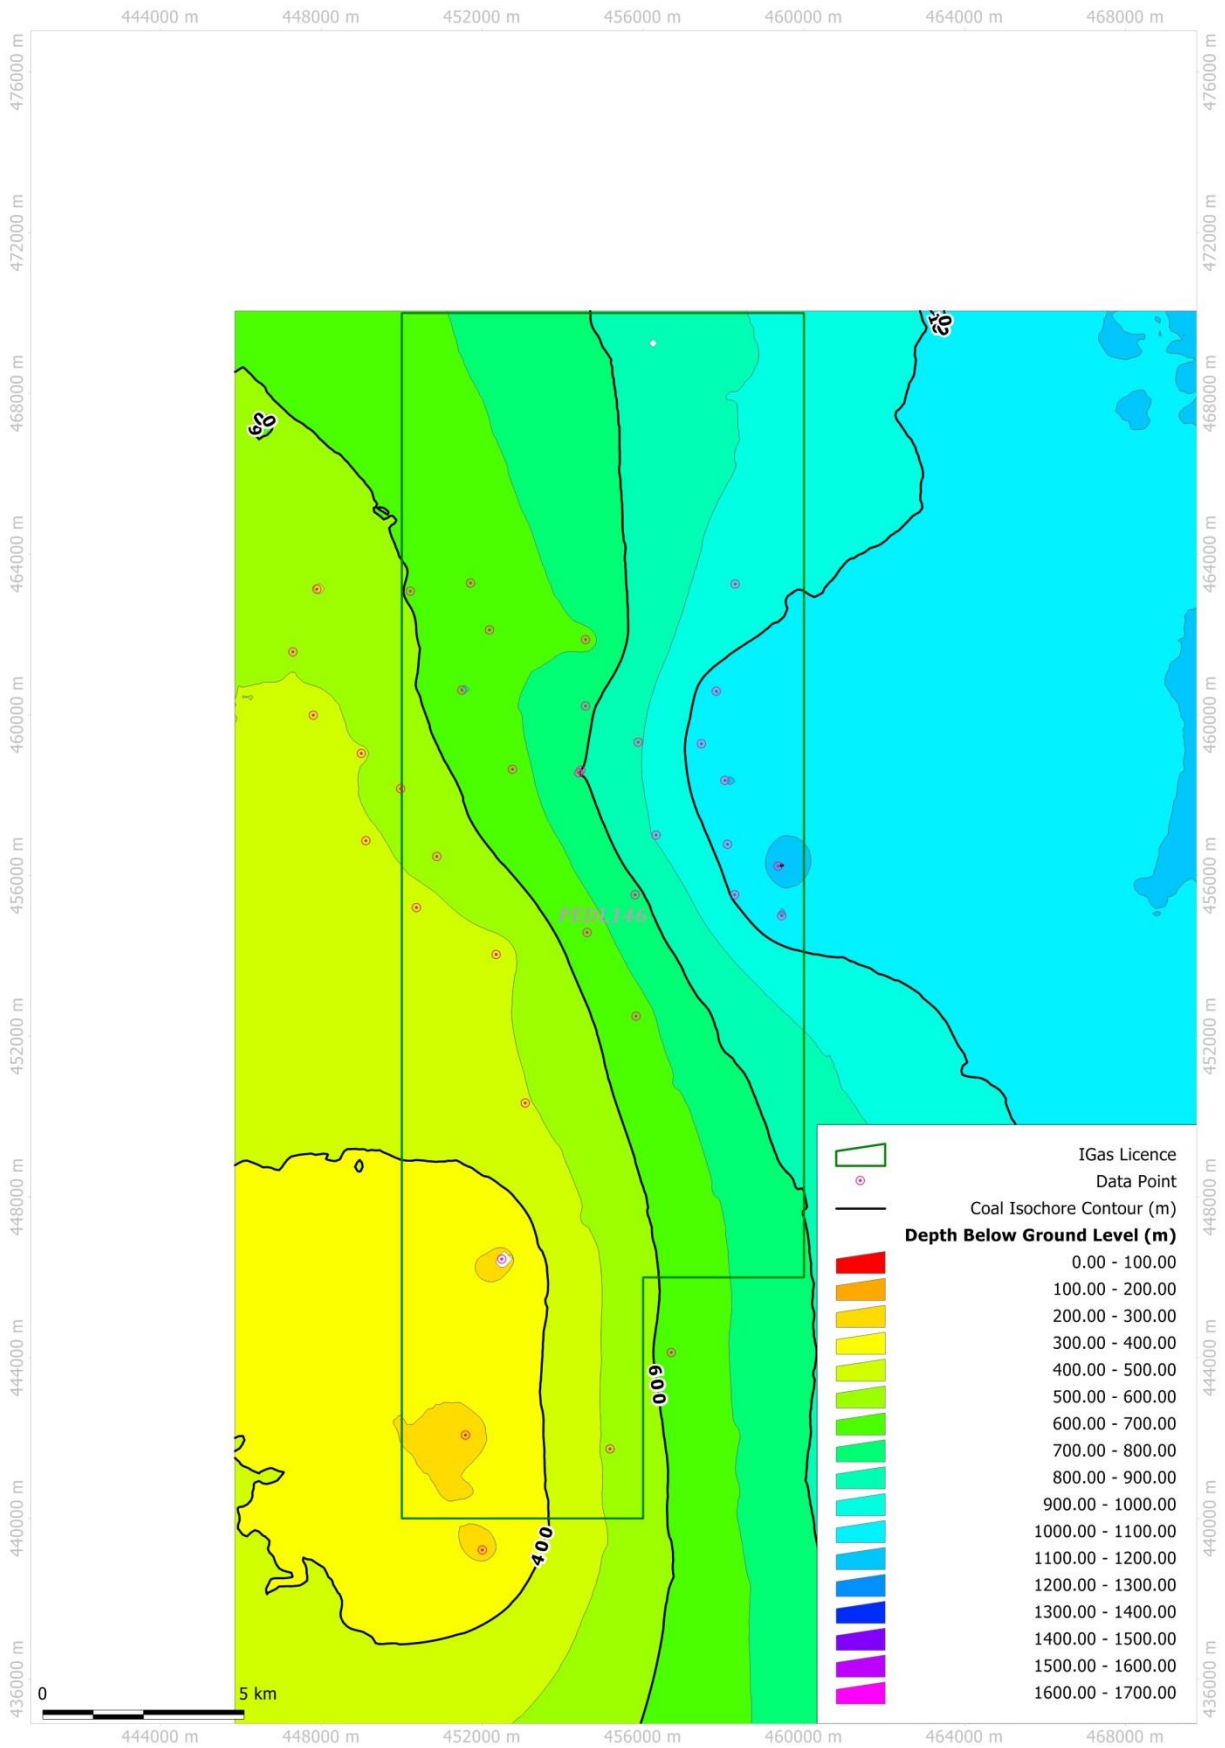 444000 m 448000 m 452000 m 456000 m 460000 m 464000 m 468000 m
476000 m
476000 m
472000 m
472000 m
468000 m
468000 m
464000 m
464000 m
460000 m
460000 m
456000 m
456000 m
452000 m
452000 m
448000 m
448000 m
444000 m
444000 m
440000 m
440000 m
436000 m
436000 m
PEDL146
600
400
IGas Licence
Data Point
Coal Isochore Contour (m)
Depth Below Ground Level (m)
0.00 - 100.00
100.00 - 200.00
200.00 - 300.00
300.00 - 400.00
400.00 - 500.00
500.00 - 600.00
600.00 - 700.00
700.00 - 800.00
800.00 - 900.00
900.00 - 1000.00
1000.00 - 1100.00
1100.00 - 1200.00
1200.00 - 1300.00
1300.00 - 1400.00
1400.00 - 1500.00
1500.00 - 1600.00
1600.00 - 1700.00
0 5 km
444000 m 448000 m 452000 m 456000 m 460000 m 464000 m 468000 m